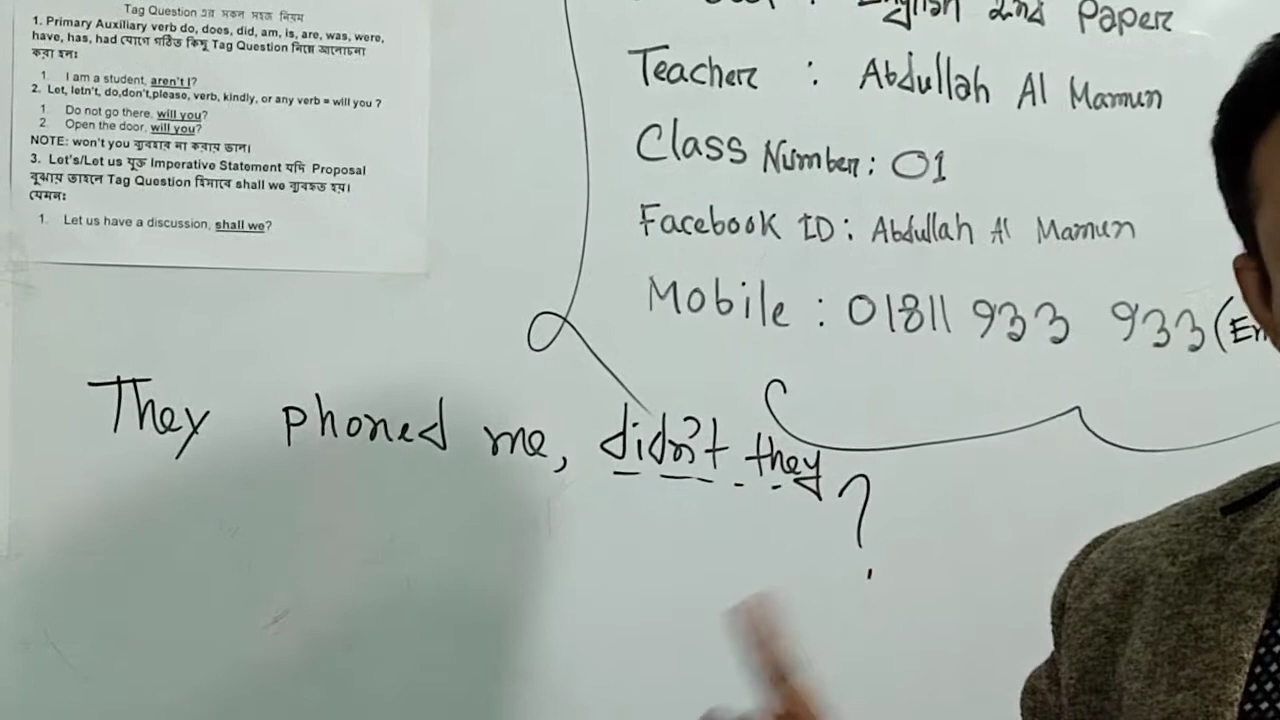 Tag Question এর সকল সহজ নিয়ম
1. Primary Auxiliary verb do, does, did, am, is, are, was, were,
have, has, had যোগে গঠিত কিছু Tag Question নিয়ে আলোচনা
করা হলঃ
1. I am a student, aren't I?
2. Let, letn't, do,don't,please, verb, kindly, or any verb = will you ?
1. Do not go there, will you?
2. Open the door, will you?
NOTE: won't you ব্যবহার না করায় ভাল।
3. Let's/Let us যুক্ত Imperative Statement যদি Proposal
বুঝায় তাহলে Tag Question হিসাবে shall we ব্যবহৃত হয়।
যেমনঃ
1. Let us have a discussion, shall we?
: English 2nd Paper
Teacher : Abdullah Al Mamun
Class Number: 01
Facebook ID: Abdullah Al Mamun
Mobile : 01811 933 933 (
They phoned me, didn't they?